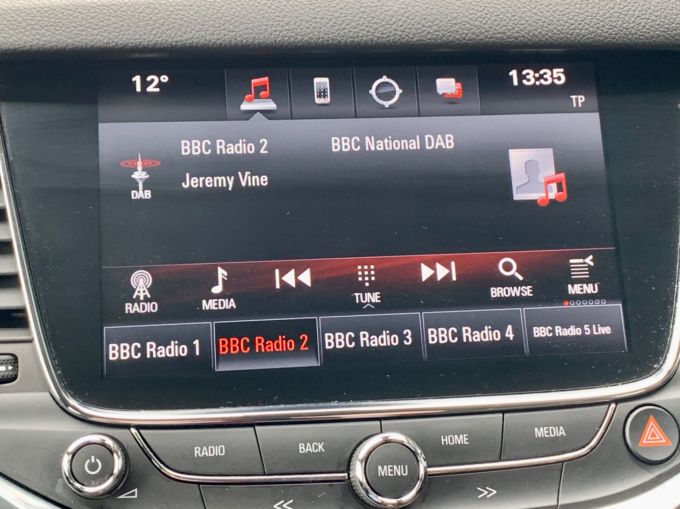 12°
13:35
TP
BBC Radio 2
BBC National DAB
Jeremy Vine
DAB
RADIO
MEDIA
TUNE
BROWSE
MENU
BBC Radio 1
BBC Radio 2
BBC Radio 3
BBC Radio 4
BBC Radio 5 Live
RADIO
BACK
MENU
HOME
MEDIA